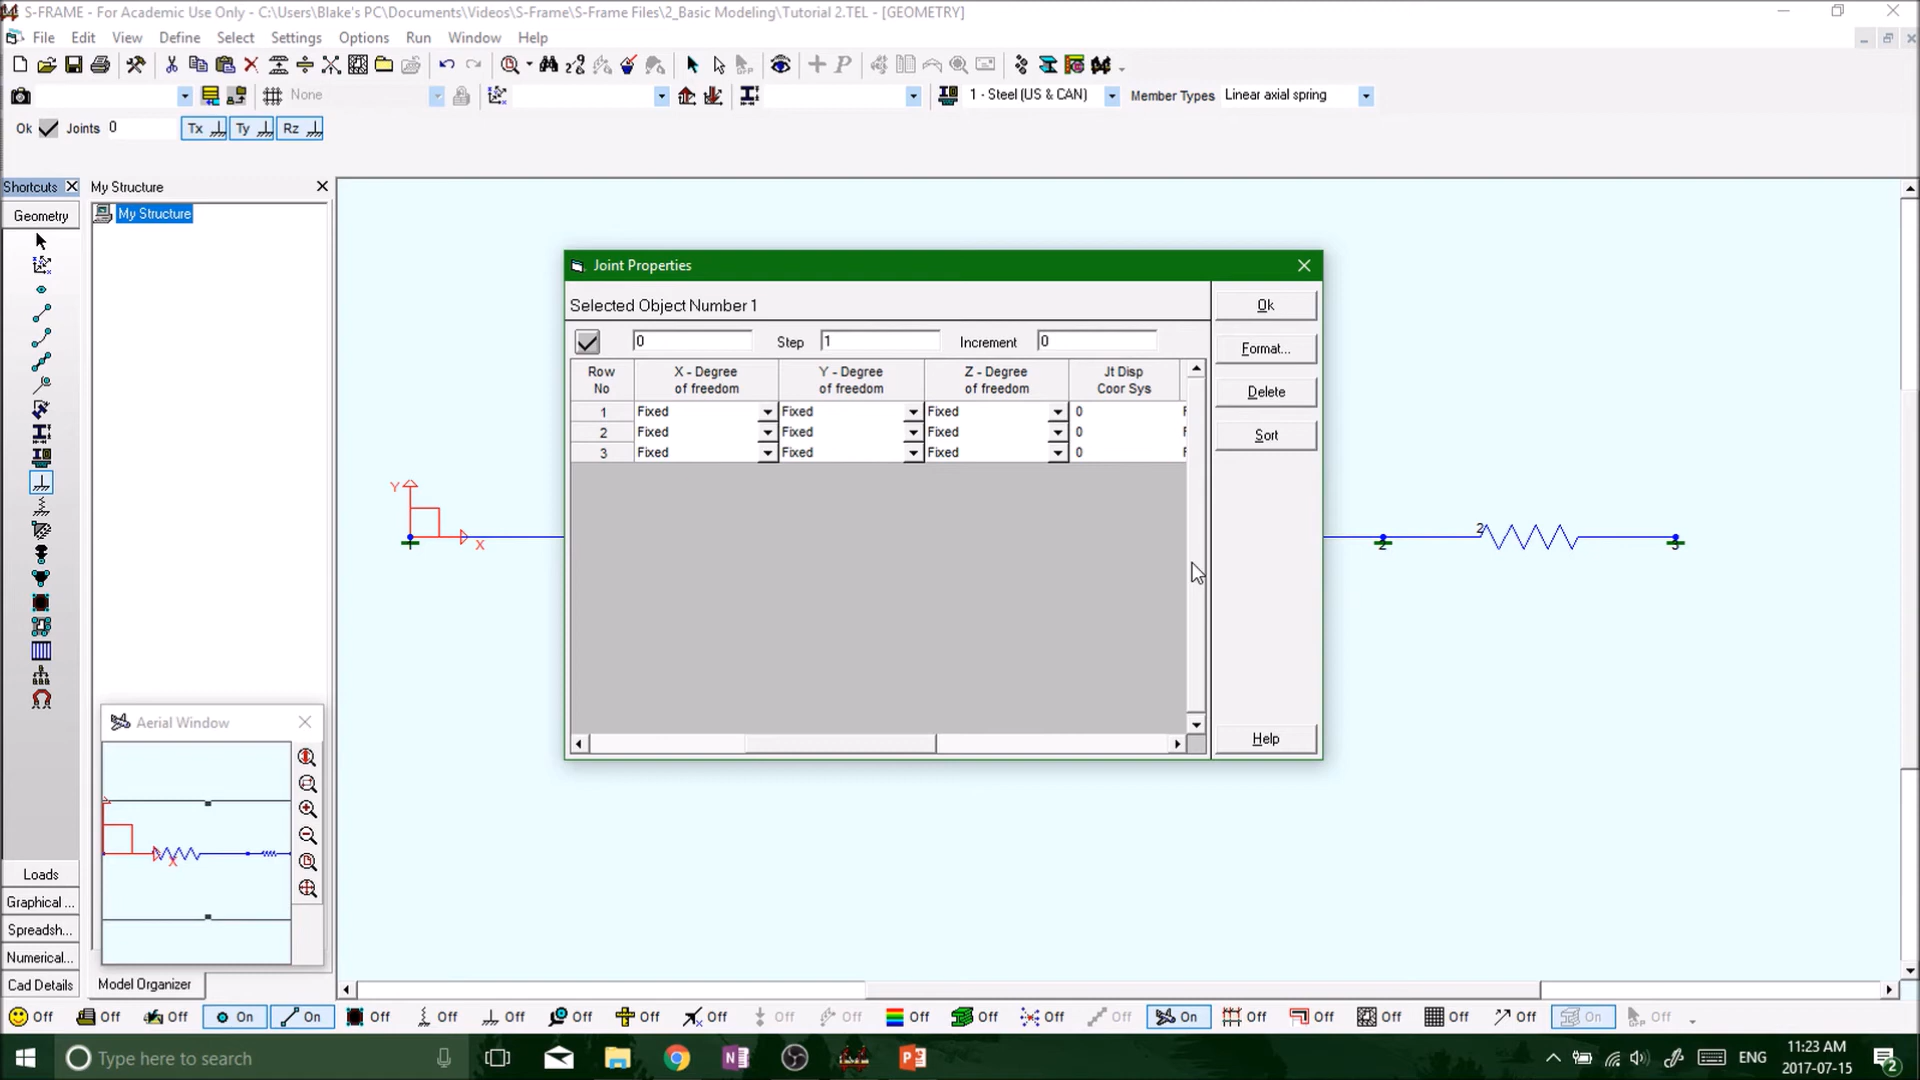 S-FRAME - For Academic Use Only - C:\Users\Blake's PC\Documents\Videos\S-Frame\S-Frame Files\2_Basic Modeling\Tutorial 2.TEL - [GEOMETRY]
File Edit View Define Select Settings Options Run Window Help
None
1 - Steel (US & CAN) Member Types Linear axial spring
Ok Joints 0 Tx Ty Rz
Shortcuts My Structure
Geometry My Structure
Joint Properties
Selected Object Number 1
Ok
0 Step 1 Increment 0
Format...
Row No X - Degree of freedom Y - Degree of freedom Z - Degree of freedom Jt Disp Coor Sys
Delete
1 Fixed Fixed Fixed 0
2 Fixed Fixed Fixed 0
Sort
3 Fixed Fixed Fixed 0
Y
X
2
2
3
Help
Aerial Window
X
Loads
Graphical ...
Spreadsh...
Numerical...
Cad Details
Model Organizer
Off Off Off On On Off Off Off Off Off Off Off Off Off Off Off Off On Off Off Off Off Off On Off
Type here to search
ENG
11:23 AM
2017-07-15
2